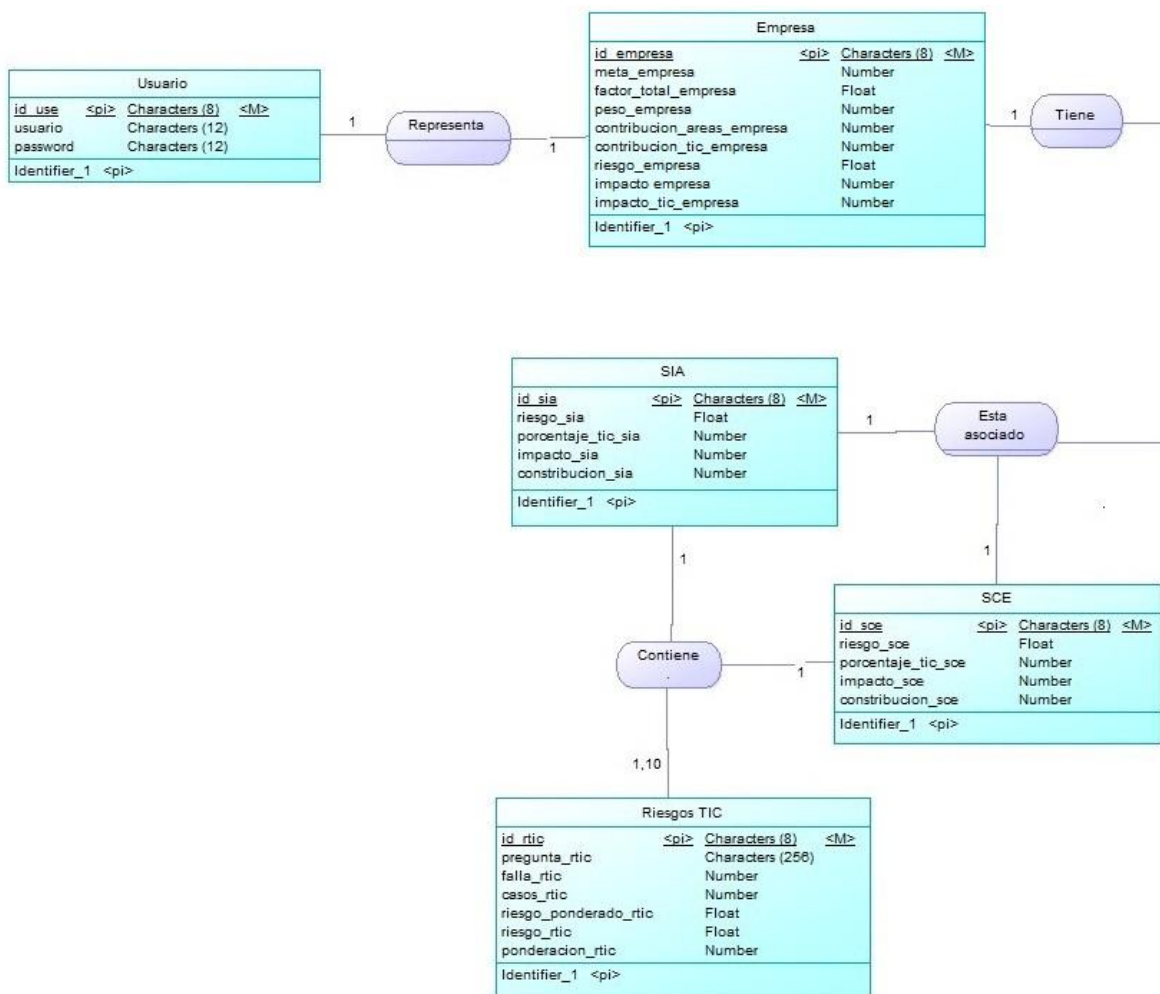 Usuario
id_use <pi> Characters (8) <M>
usuario Characters (12)
password Characters (12)
Identifier_1 <pi>
1
Representa
1
Empresa
id_empresa <pi> Characters (8) <M>
meta_empresa Number
factor_total_empresa Float
peso_empresa Number
contribucion_areas_empresa Number
contribucion_tic_empresa Number
riesgo_empresa Float
impacto empresa Number
impacto_tic_empresa Number
Identifier_1 <pi>
1
Tiene
SIA
id_sia <pi> Characters (8) <M>
riesgo_sia Float
porcentaje_tic_sia Number
impacto_sia Number
constribucion_sia Number
Identifier_1 <pi>
1
Esta
asociado
1
1
SCE
id_sce <pi> Characters (8) <M>
riesgo_sce Float
porcentaje_tic_sce Number
impacto_sce Number
constribucion_sce Number
Identifier_1 <pi>
Contiene
.
1
1,10
Riesgos TIC
id_rtic <pi> Characters (8) <M>
pregunta_rtic Characters (256)
falla_rtic Number
casos_rtic Number
riesgo_ponderado_rtic Float
riesgo_rtic Float
ponderacion_rtic Number
Identifier_1 <pi>